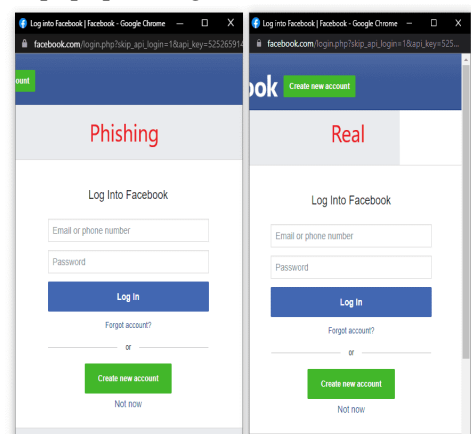 Log into Facebook | Facebook - Google Chrome
facebook.com/login.php?skip_api_login=1&api_key=52526591
ount
Phishing
Log Into Facebook
Email or phone number
Password
Log In
Forgot account?
or
Create new account
Not now
Log into Facebook | Facebook - Google Chrome
facebook.com/login.php?skip_api_login=1&api_key=525...
ook Create new account
Real
Log Into Facebook
Email or phone number
Password
Log In
Forgot account?
or
Create new account
Not now